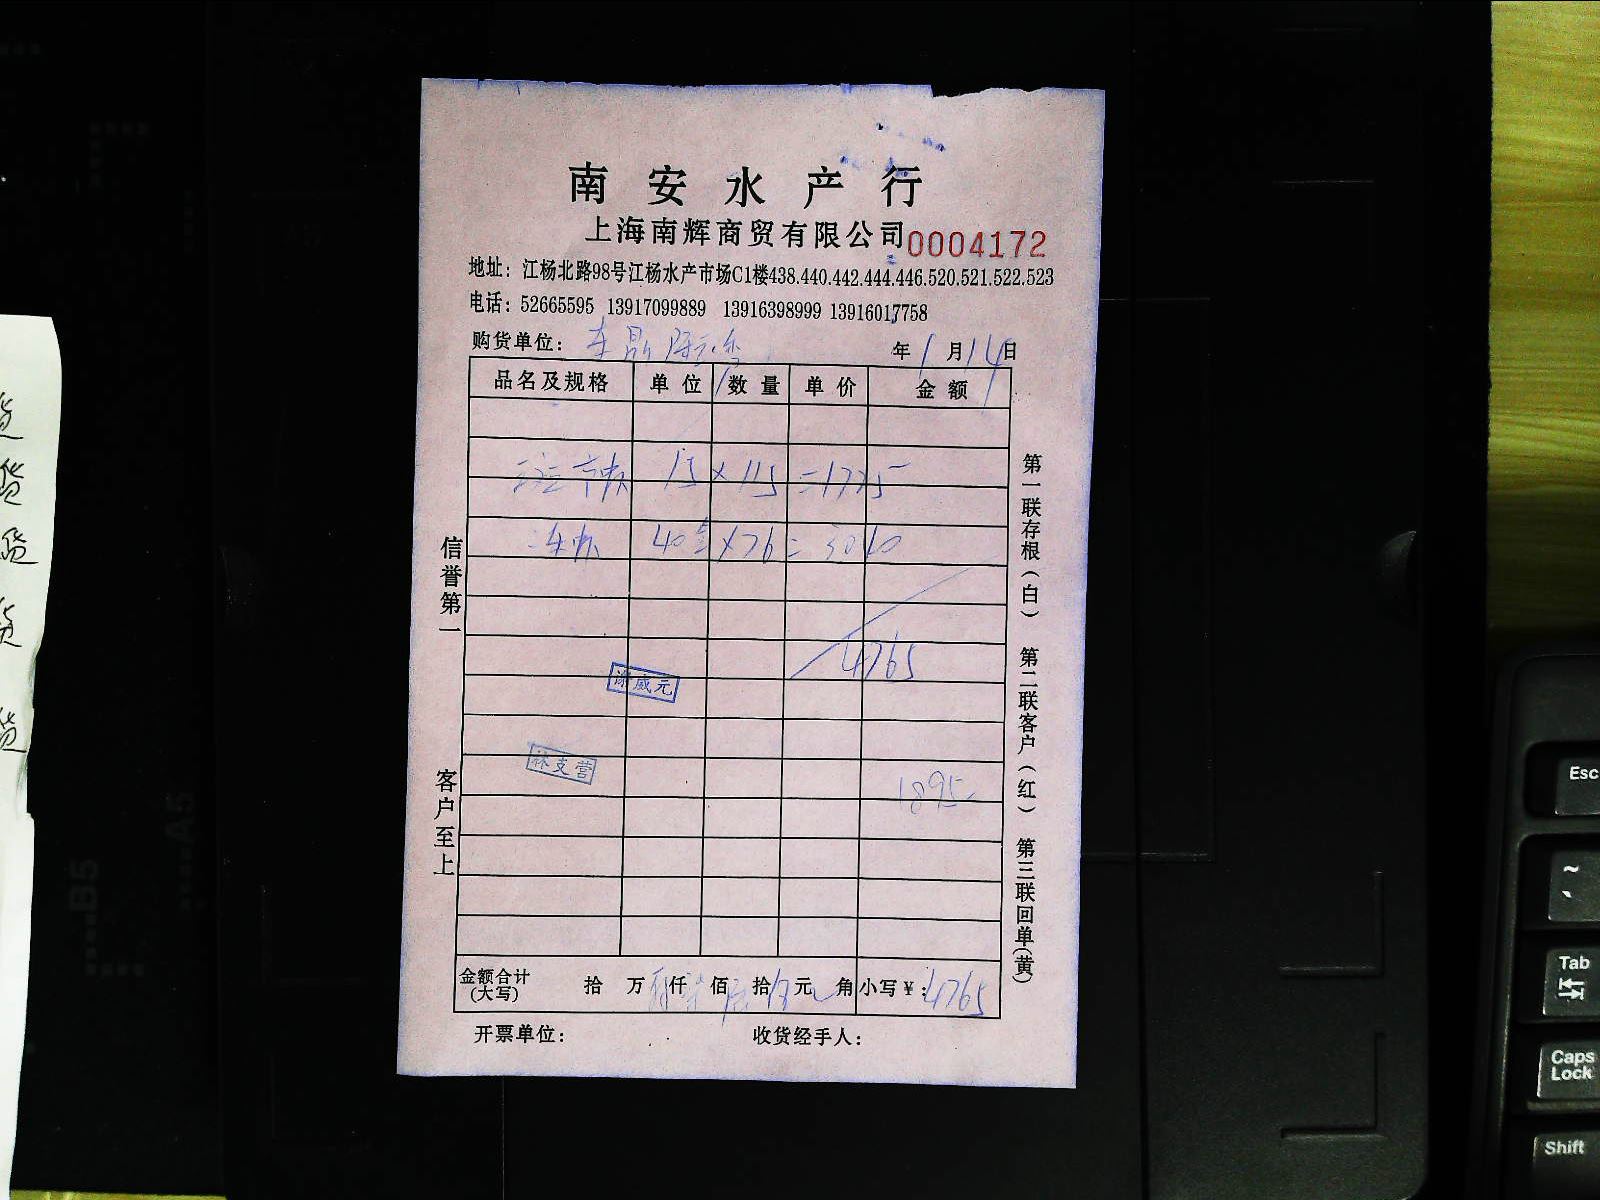 南安水产行
上海南辉商贸有限公司 0004172
地址：江杨北路98号江杨水产市场C1楼438.440.442.444.446.520.521.522.523
电话：52665595 13917099889 13916398999 13916017758
购货单位： 年 1 月 14 日
品名及规格 单位 数量 单价 金额
15 × 115 = 1725
40 × 76 = 3040
4765
谢威元
林支营
1895
金额合计(大写) 拾 万 仟 佰 拾 元 角 小写￥: 4765
开票单位： 收货经手人：
信誉第一
客户至上
第一联存根（白） 第二联客户（红） 第三联回单（黄）
B5
A5
Esc
~
Tab
Caps Lock
Shift